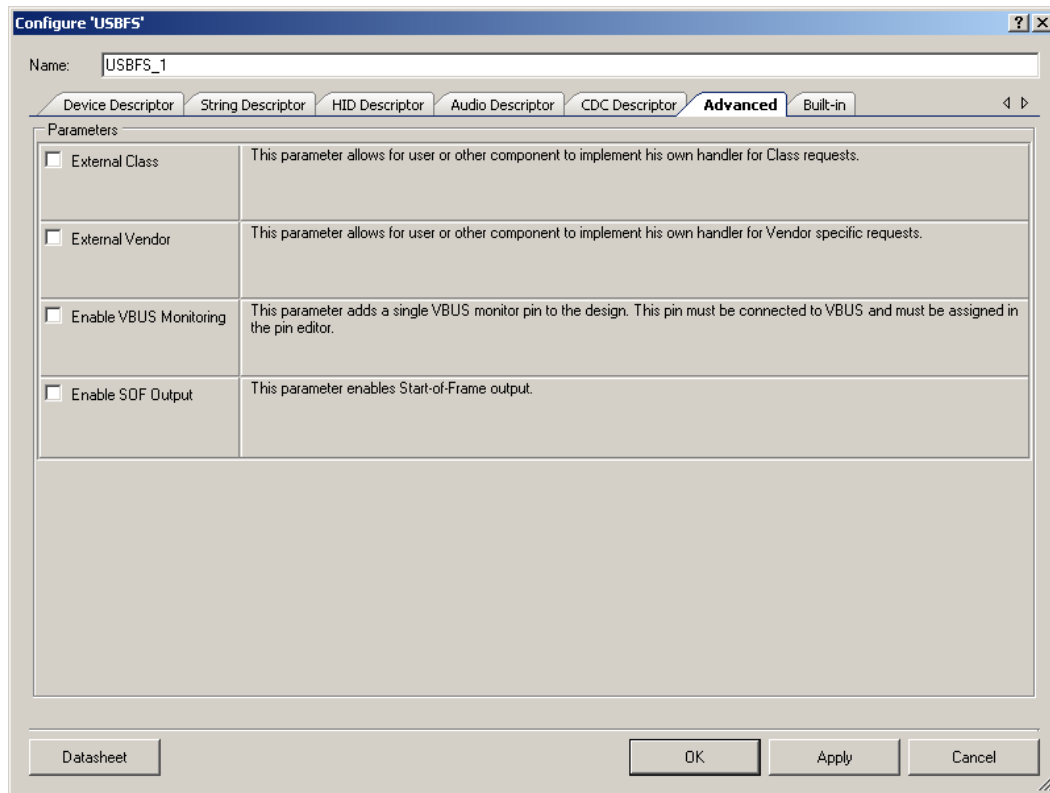 Configure 'USBFS'
?
X
Name: USBFS_1
Device Descriptor String Descriptor HID Descriptor Audio Descriptor CDC Descriptor Advanced Built-in
Parameters
External Class This parameter allows for user or other component to implement his own handler for Class requests.
External Vendor This parameter allows for user or other component to implement his own handler for Vendor specific requests.
Enable VBUS Monitoring This parameter adds a single VBUS monitor pin to the design. This pin must be connected to VBUS and must be assigned in
the pin editor.
Enable SOF Output This parameter enables Start-of-Frame output.
Datasheet OK Apply Cancel